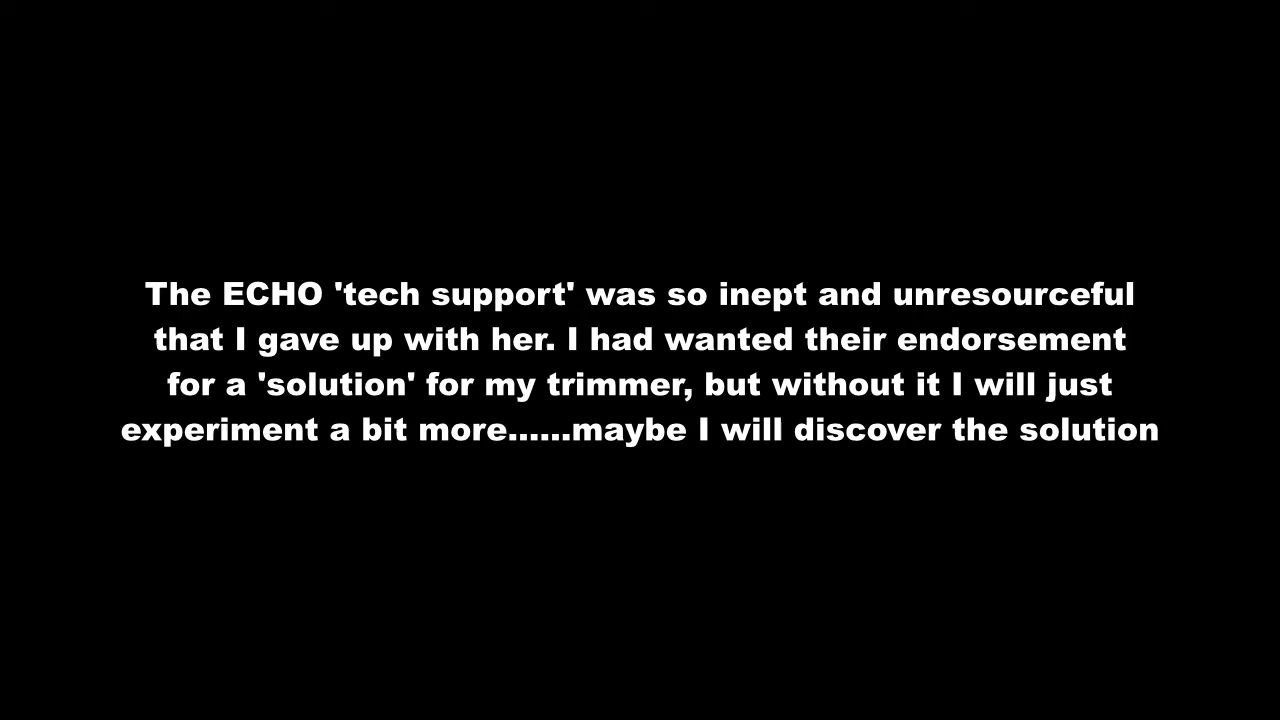 The ECHO 'tech support' was so inept and unresourceful
that I gave up with her. I had wanted their endorsement
for a 'solution' for my trimmer, but without it I will just
experiment a bit more......maybe I will discover the solution